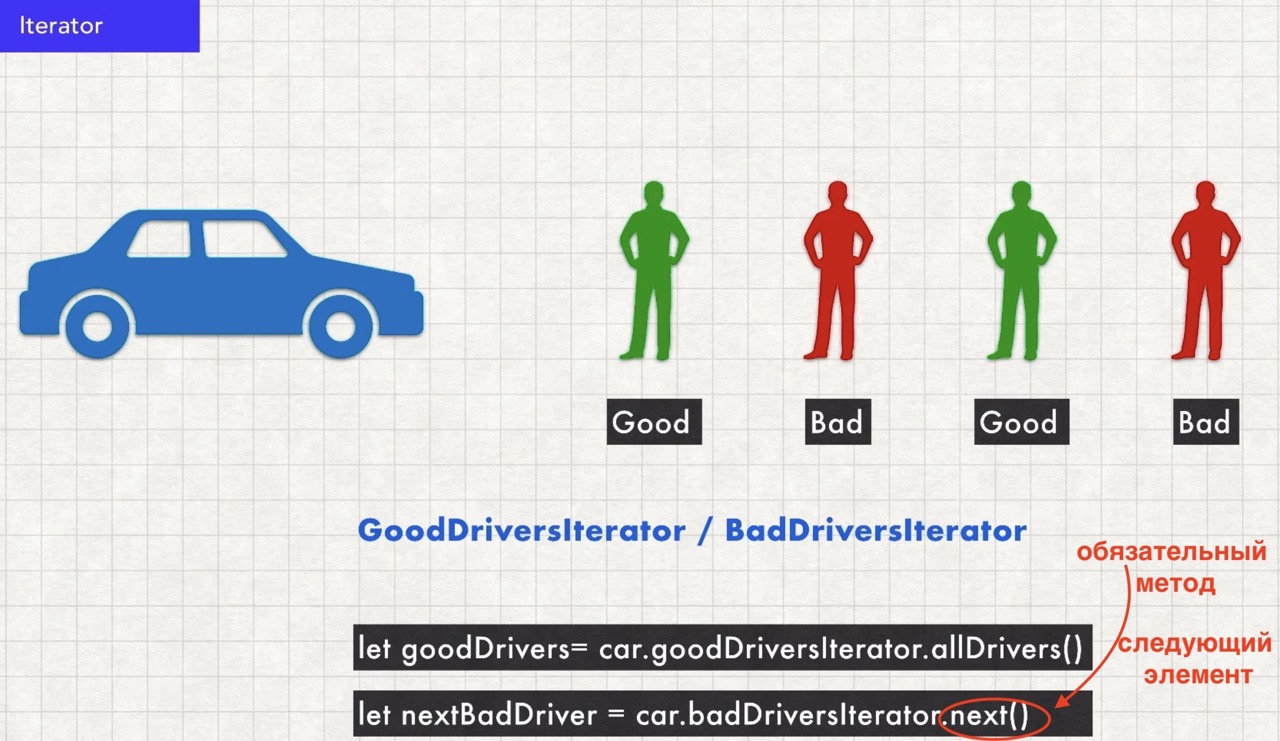 Iterator
Good
Bad
Good
Bad
GoodDriversIterator / BadDriversIterator
обязательный
метод
let goodDrivers= car.goodDriversIterator.allDrivers()
следующий
элемент
let nextBadDriver = car.badDriversIterator.next()